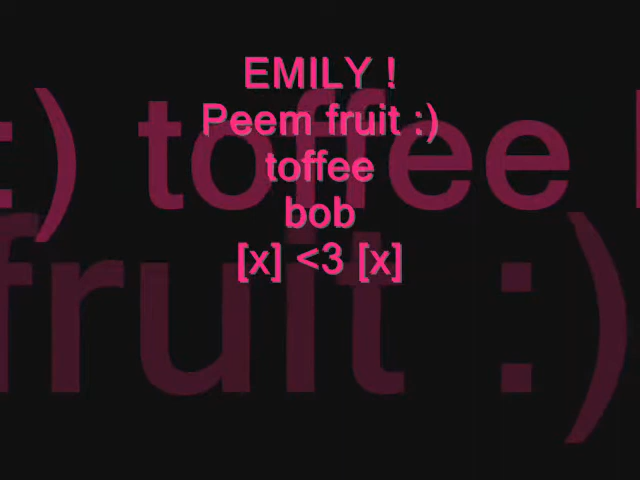 EMILY !
Peem fruit :)
toffee
bob
[x] <3 [x]
:) toffee
fruit :)